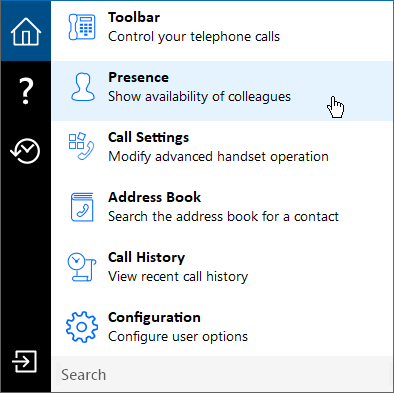 Toolbar
Control your telephone calls
Presence
Show availability of colleagues
Call Settings
Modify advanced handset operation
Address Book
Search the address book for a contact
Call History
View recent call history
Configuration
Configure user options
Search
?